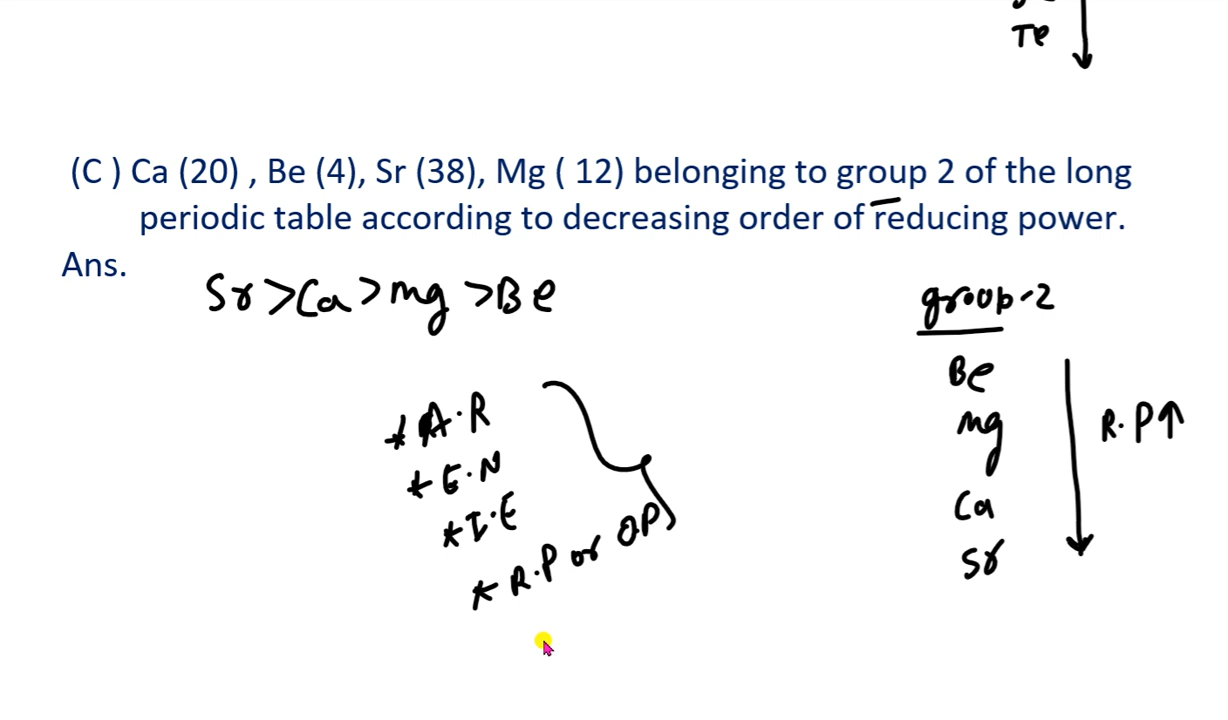 Te
(C ) Ca (20) , Be (4), Sr (38), Mg ( 12) belonging to group 2 of the long
periodic table according to decreasing order of reducing power.
Ans.
Sr > Ca > mg > Be
group-2
Be
mg
Ca
Sr
R.P↑
* A.R
* E.N
* I.E
* R.P or O.P